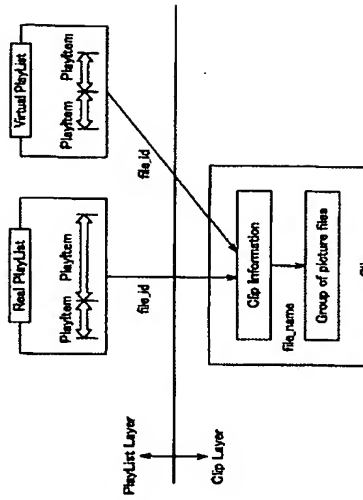 Real PlayList
PlayItem PlayItem
Virtual PlayList
PlayItem PlayItem
file_id
file_id
PlayList Layer
Clip Layer
Clip Information
file_name
Group of picture files